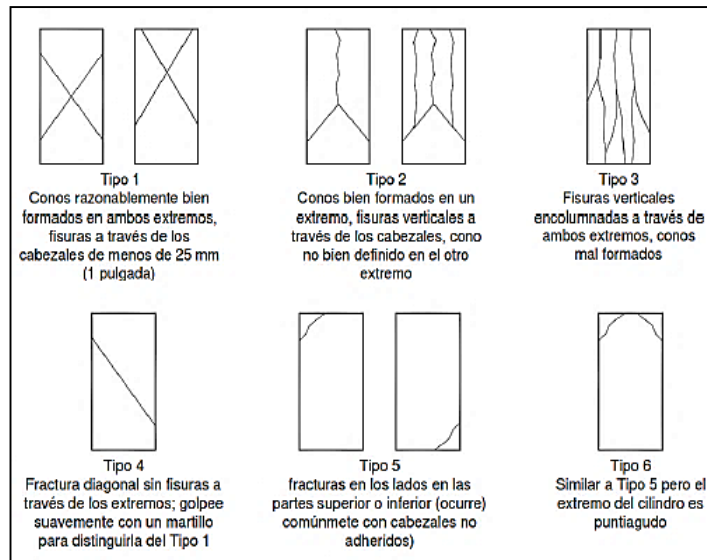 Tipo 1
Conos razonablemente bien
formados en ambos extremos,
fisuras a través de los
cabezales de menos de 25 mm
(1 pulgada)
Tipo 2
Conos bien formados en un
extremo, fisuras verticales a
través de los cabezales, cono
no bien definido en el otro
extremo
Tipo 3
Fisuras verticales
encolumnadas a través de
ambos extremos, conos
mal formados
Tipo 4
Fractura diagonal sin fisuras a
través de los extremos; golpee
suavemente con un martillo
para distinguirla del Tipo 1
Tipo 5
fracturas en los lados en las
partes superior o inferior (ocurre)
comúnmete con cabezales no
adheridos)
Tipo 6
Similar a Tipo 5 pero el
extremo del cilindro es
puntiagudo